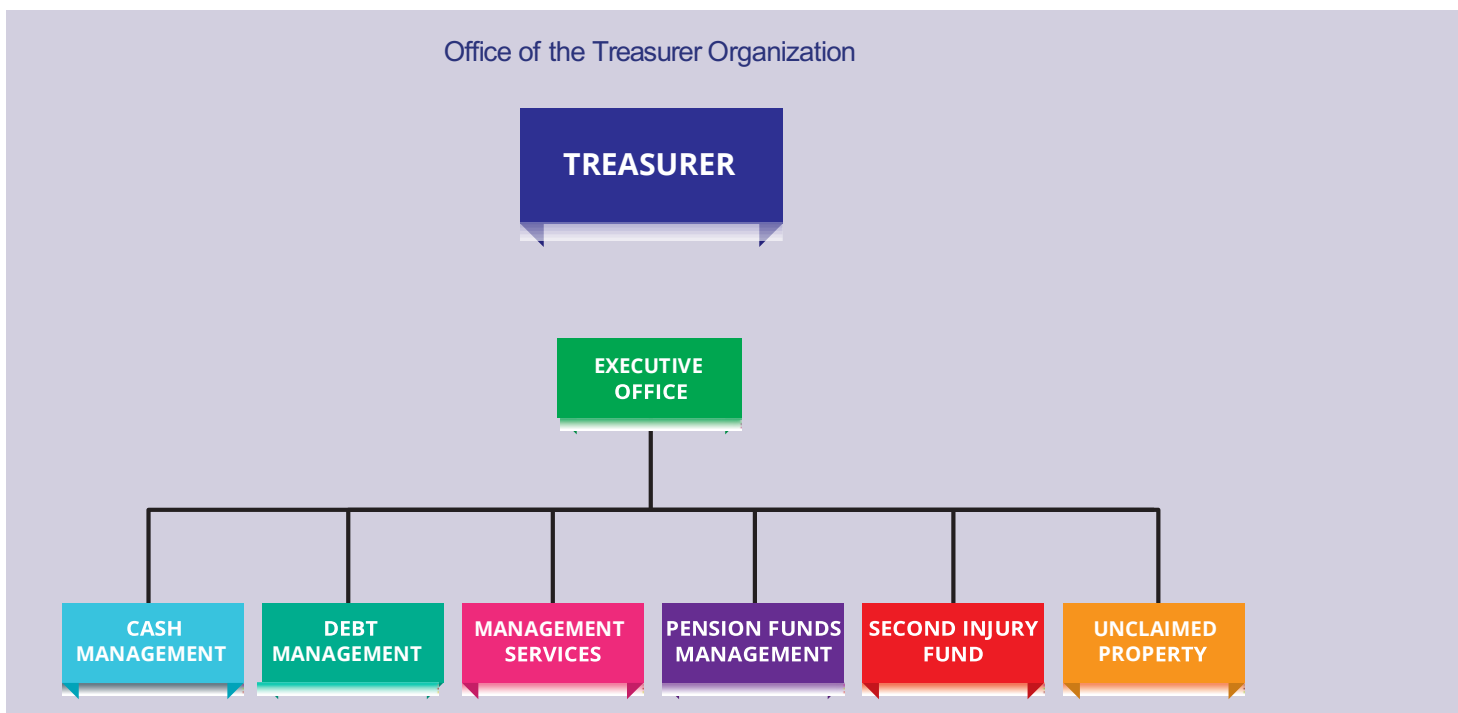 Office of the Treasurer Organization
TREASURER
EXECUTIVE
OFFICE
CASH
MANAGEMENT
DEBT
MANAGEMENT
MANAGEMENT
SERVICES
PENSION FUNDS
MANAGEMENT
SECOND INJURY
FUND
UNCLAIMED
PROPERTY